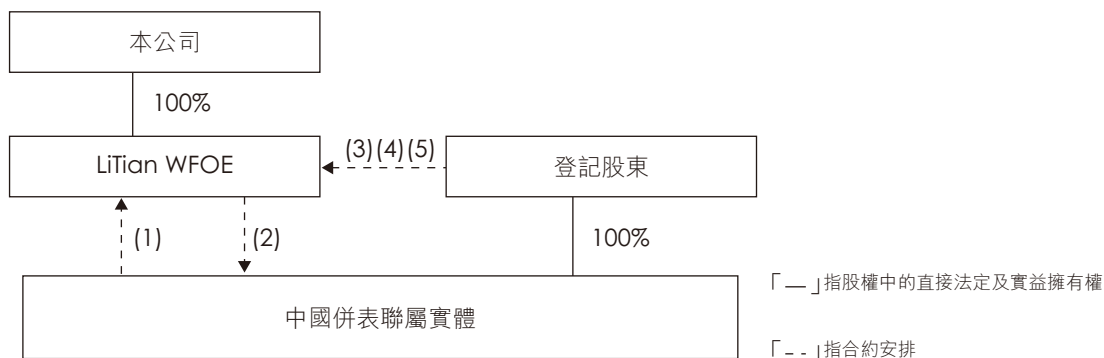 本公司
100%
LiTian WFOE
(3)(4)(5)
登記股東
(1)
(2)
100%
「—」指股權中的直接法定及實益擁有權
中國併表聯屬實體
「- -」指合約安排